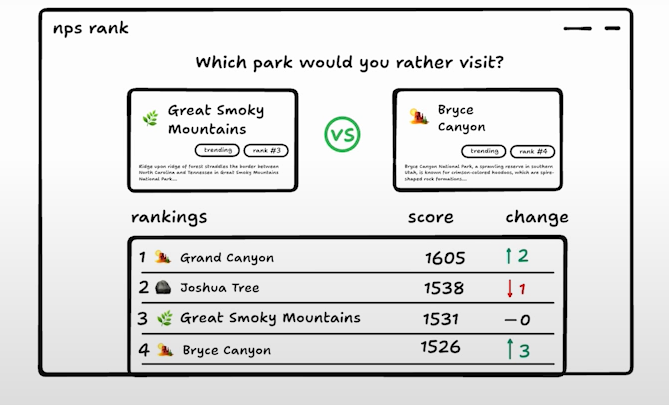 nps rank
Which park would you rather visit?
Great Smoky
Mountains
trending
rank #3
Ridge upon ridge of forest straddles the border between
North Carolina and Tennessee in Great Smoky Mountains
National Park...
VS
Bryce
Canyon
trending
rank #4
Bryce Canyon National Park, a sprawling reserve in southern
Utah, is known for crimson-colored hoodoos, which are spire-
shaped rock formations...
rankings score change
1 Grand Canyon 1605 ↑2
2 Joshua Tree 1538 ↓1
3 Great Smoky Mountains 1531 –0
4 Bryce Canyon 1526 ↑3